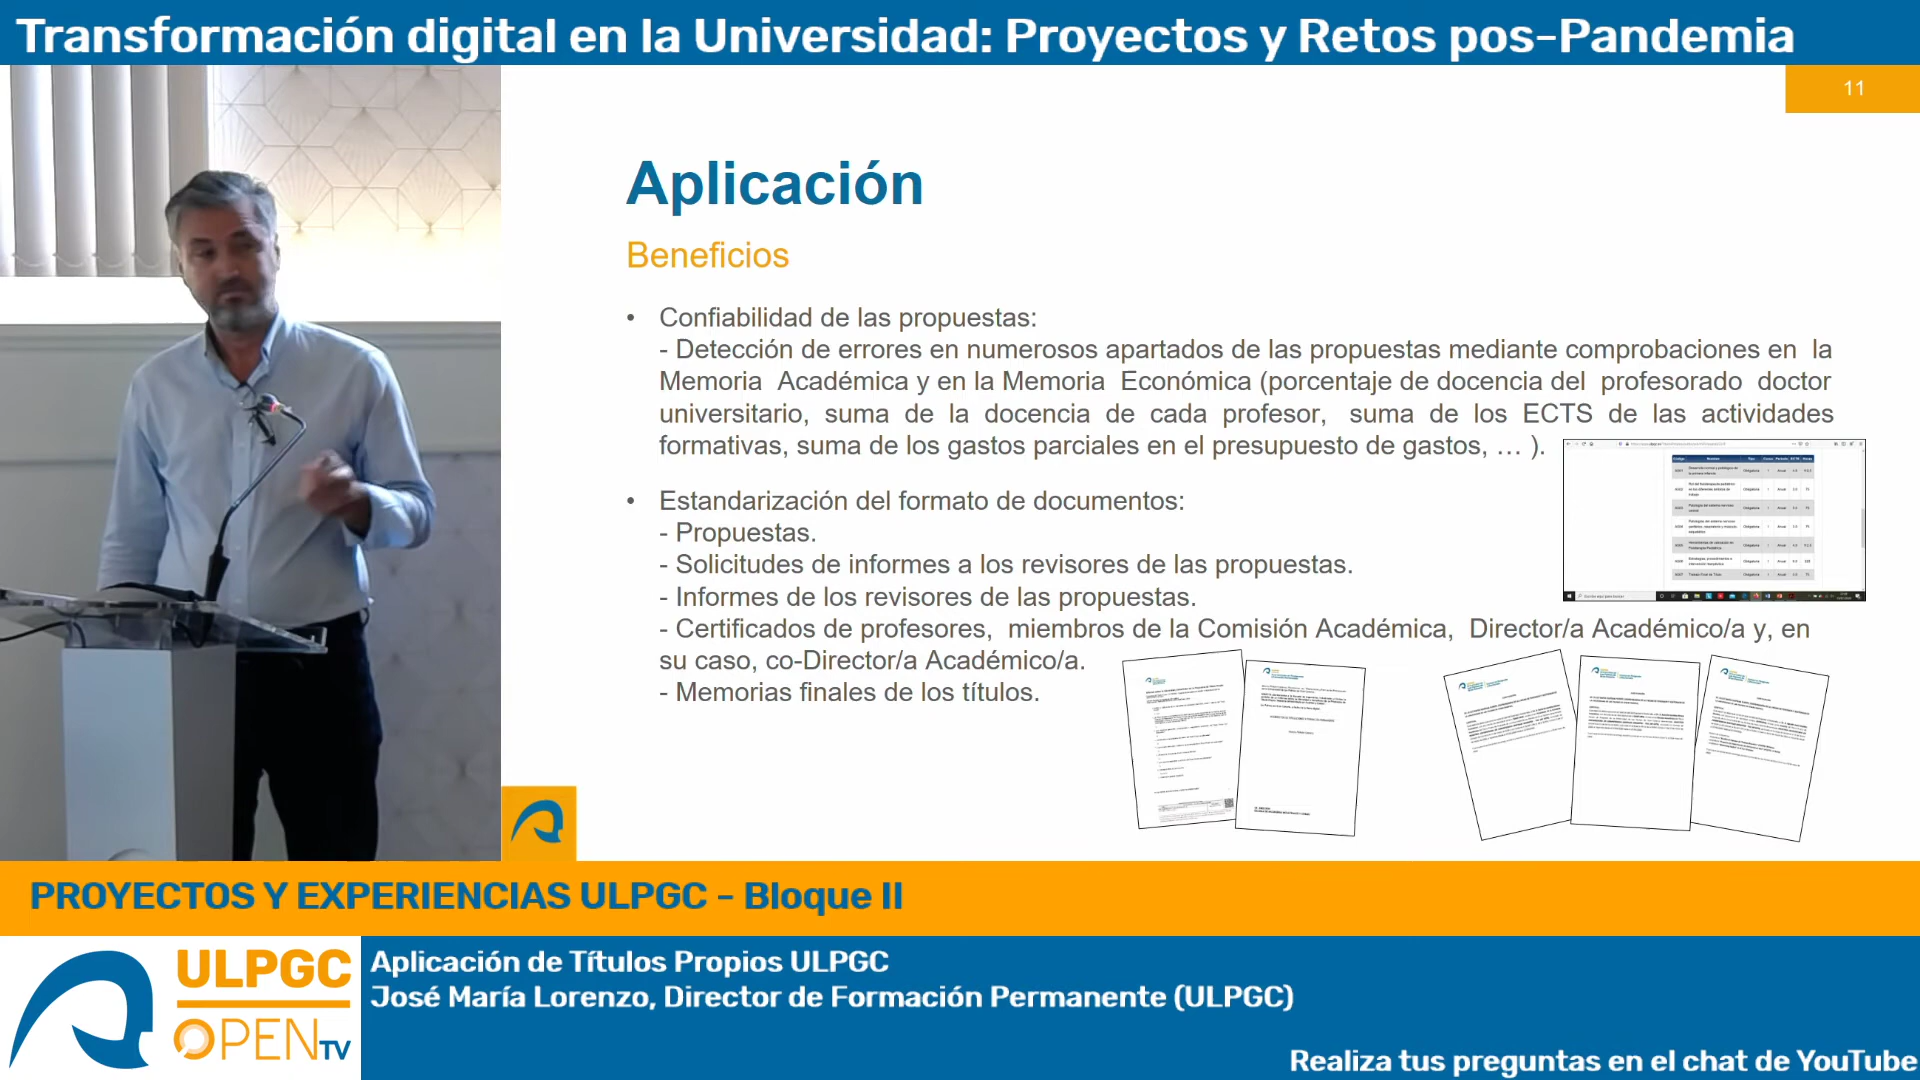 Transformación digital en la Universidad: Proyectos y Retos pos-Pandemia
11
Aplicación
Beneficios
• Confiabilidad de las propuestas:
- Detección de errores en numerosos apartados de las propuestas mediante comprobaciones en la
Memoria Académica y en la Memoria Económica (porcentaje de docencia del profesorado doctor
universitario, suma de la docencia de cada profesor, suma de los ECTS de las actividades
formativas, suma de los gastos parciales en el presupuesto de gastos, … ).
• Estandarización del formato de documentos:
- Propuestas.
- Solicitudes de informes a los revisores de las propuestas.
- Informes de los revisores de las propuestas.
- Certificados de profesores, miembros de la Comisión Académica, Director/a Académico/a y, en
su caso, co-Director/a Académico/a.
- Memorias finales de los títulos.
PROYECTOS Y EXPERIENCIAS ULPGC - Bloque II
ULPGC
OPEN TV
Aplicación de Títulos Propios ULPGC
José María Lorenzo, Director de Formación Permanente (ULPGC)
Realiza tus preguntas en el chat de YouTube